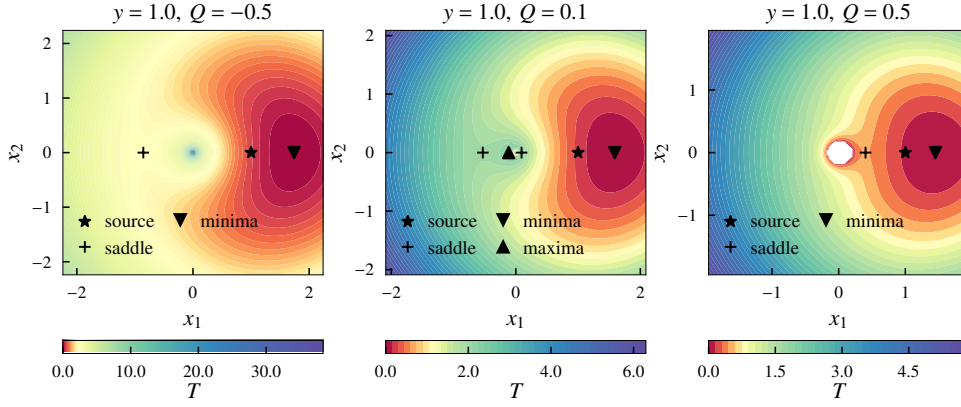 y = 1.0, Q = −0.5
2
1
0
−1
−2
x₂
★ source
+ saddle
▼ minima
−2
0
2
x₁
0.0
10.0
20.0
30.0
T
y = 1.0, Q = 0.1
2
1
0
−1
−2
x₂
★ source
+ saddle
▼ minima
▲ maxima
−2
0
2
x₁
0.0
2.0
4.0
6.0
T
y = 1.0, Q = 0.5
1
0
−1
x₂
★ source
+ saddle
▼ minima
−1
0
1
x₁
0.0
1.5
3.0
4.5
T